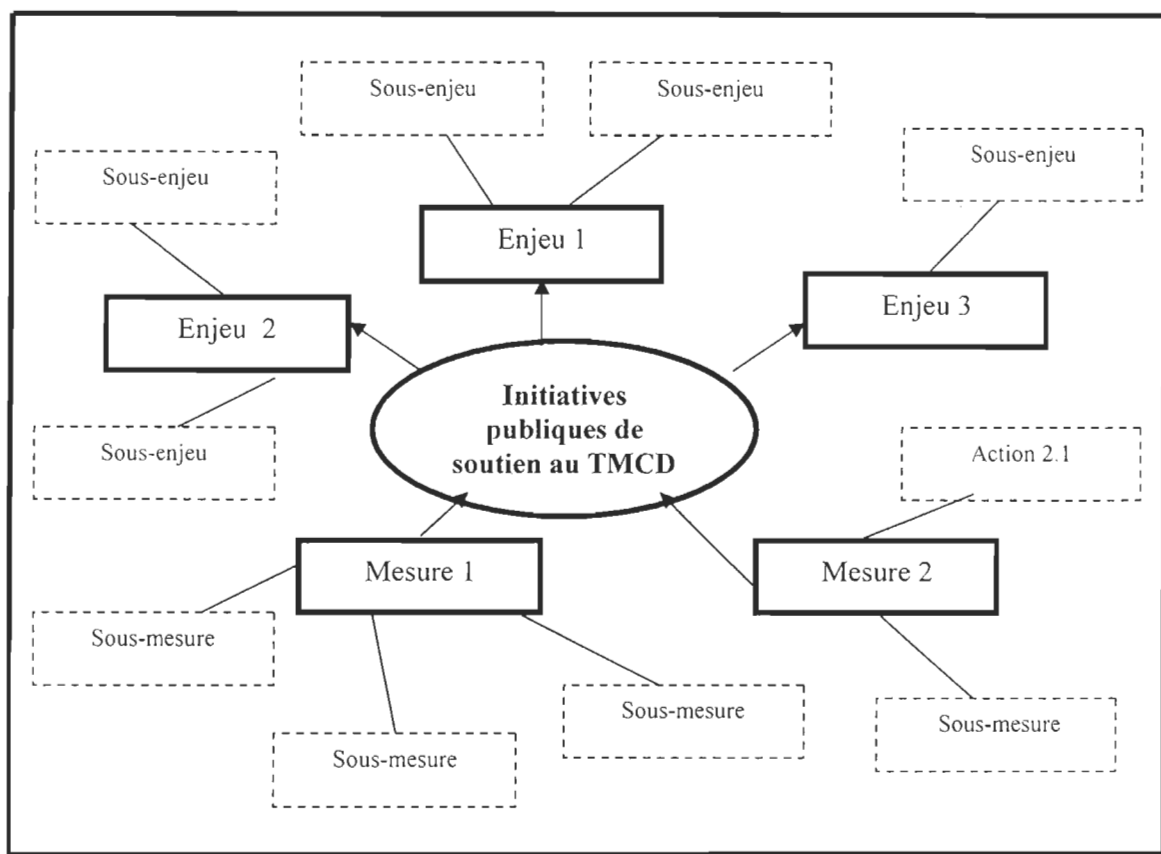 Sous-enjeu
Sous-enjeu
Sous-enjeu
Sous-enjeu
Enjeu 1
Enjeu 2
Enjeu 3
Initiatives
publiques de
soutien au TMCD
Sous-enjeu
Action 2.1
Mesure 1
Mesure 2
Sous-mesure
Sous-mesure
Sous-mesure
Sous-mesure